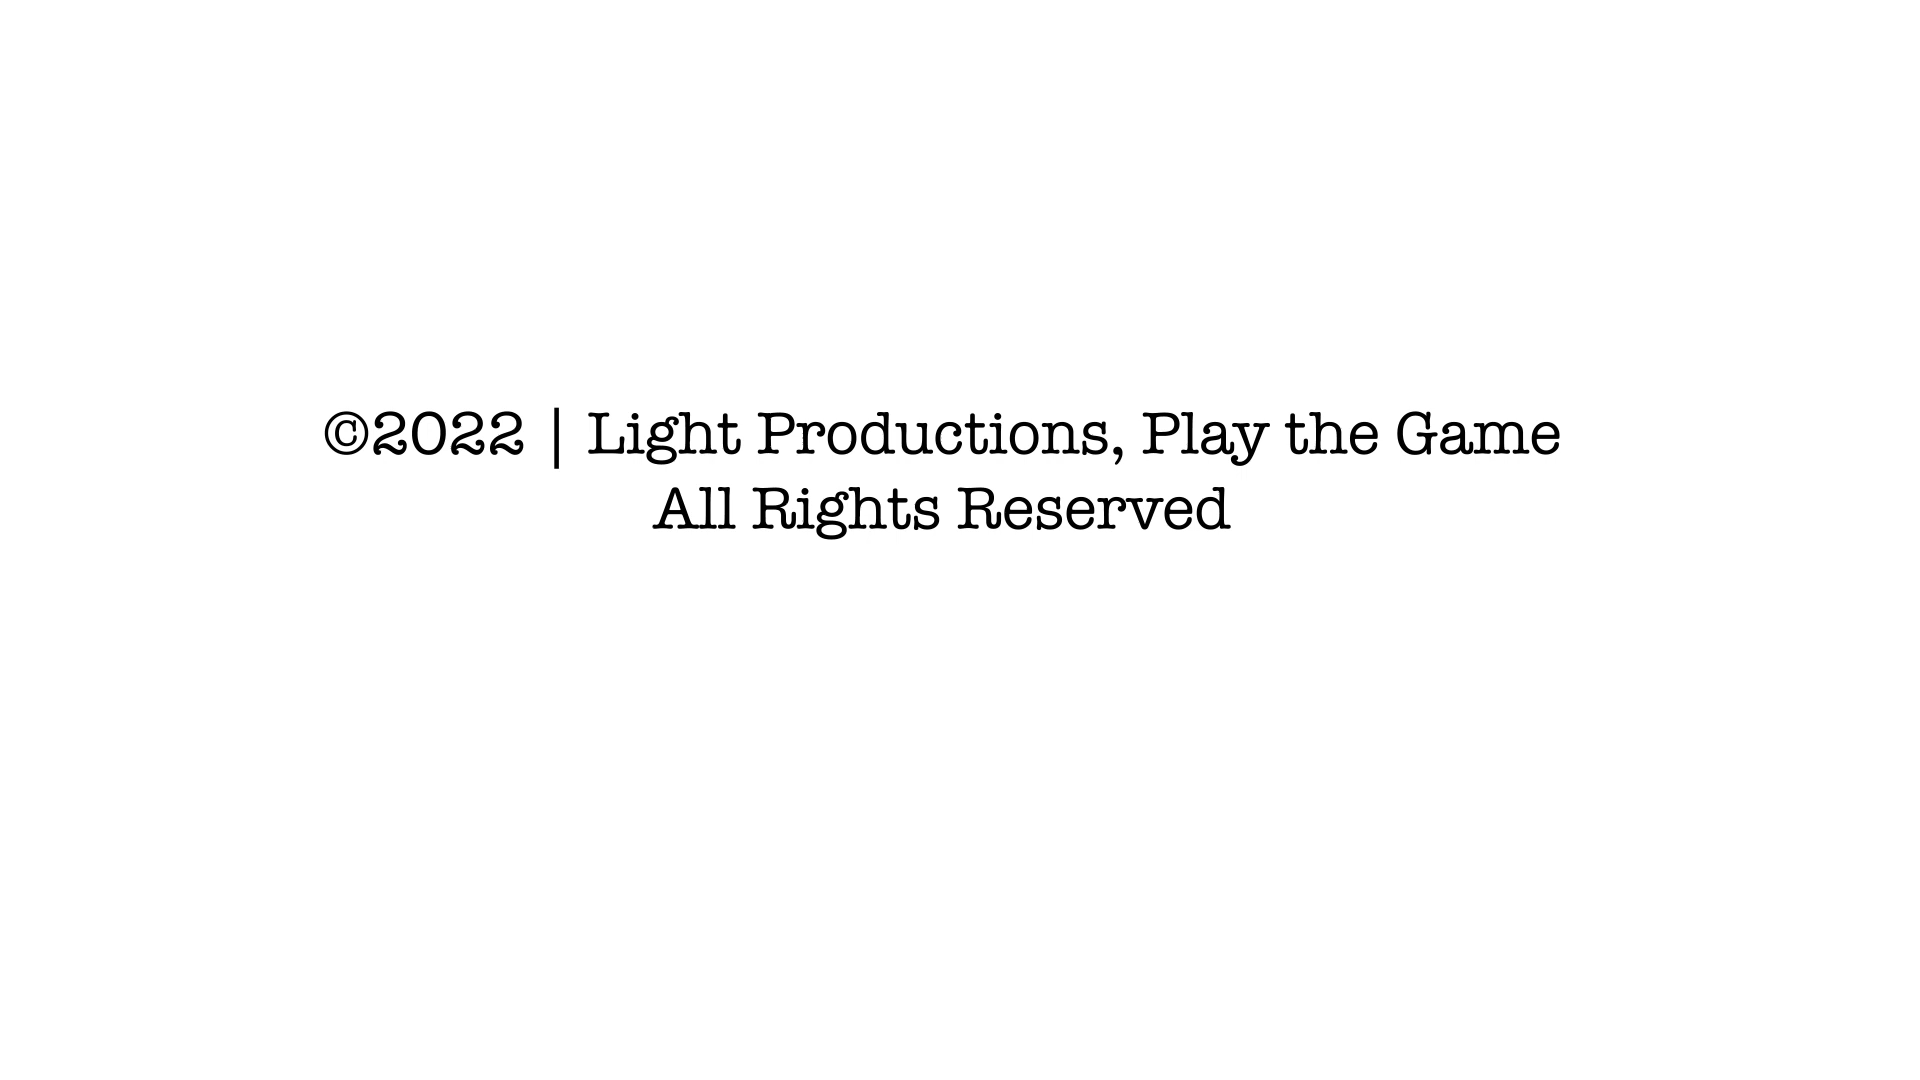 ©2022 | Light Productions, Play the Game
All Rights Reserved